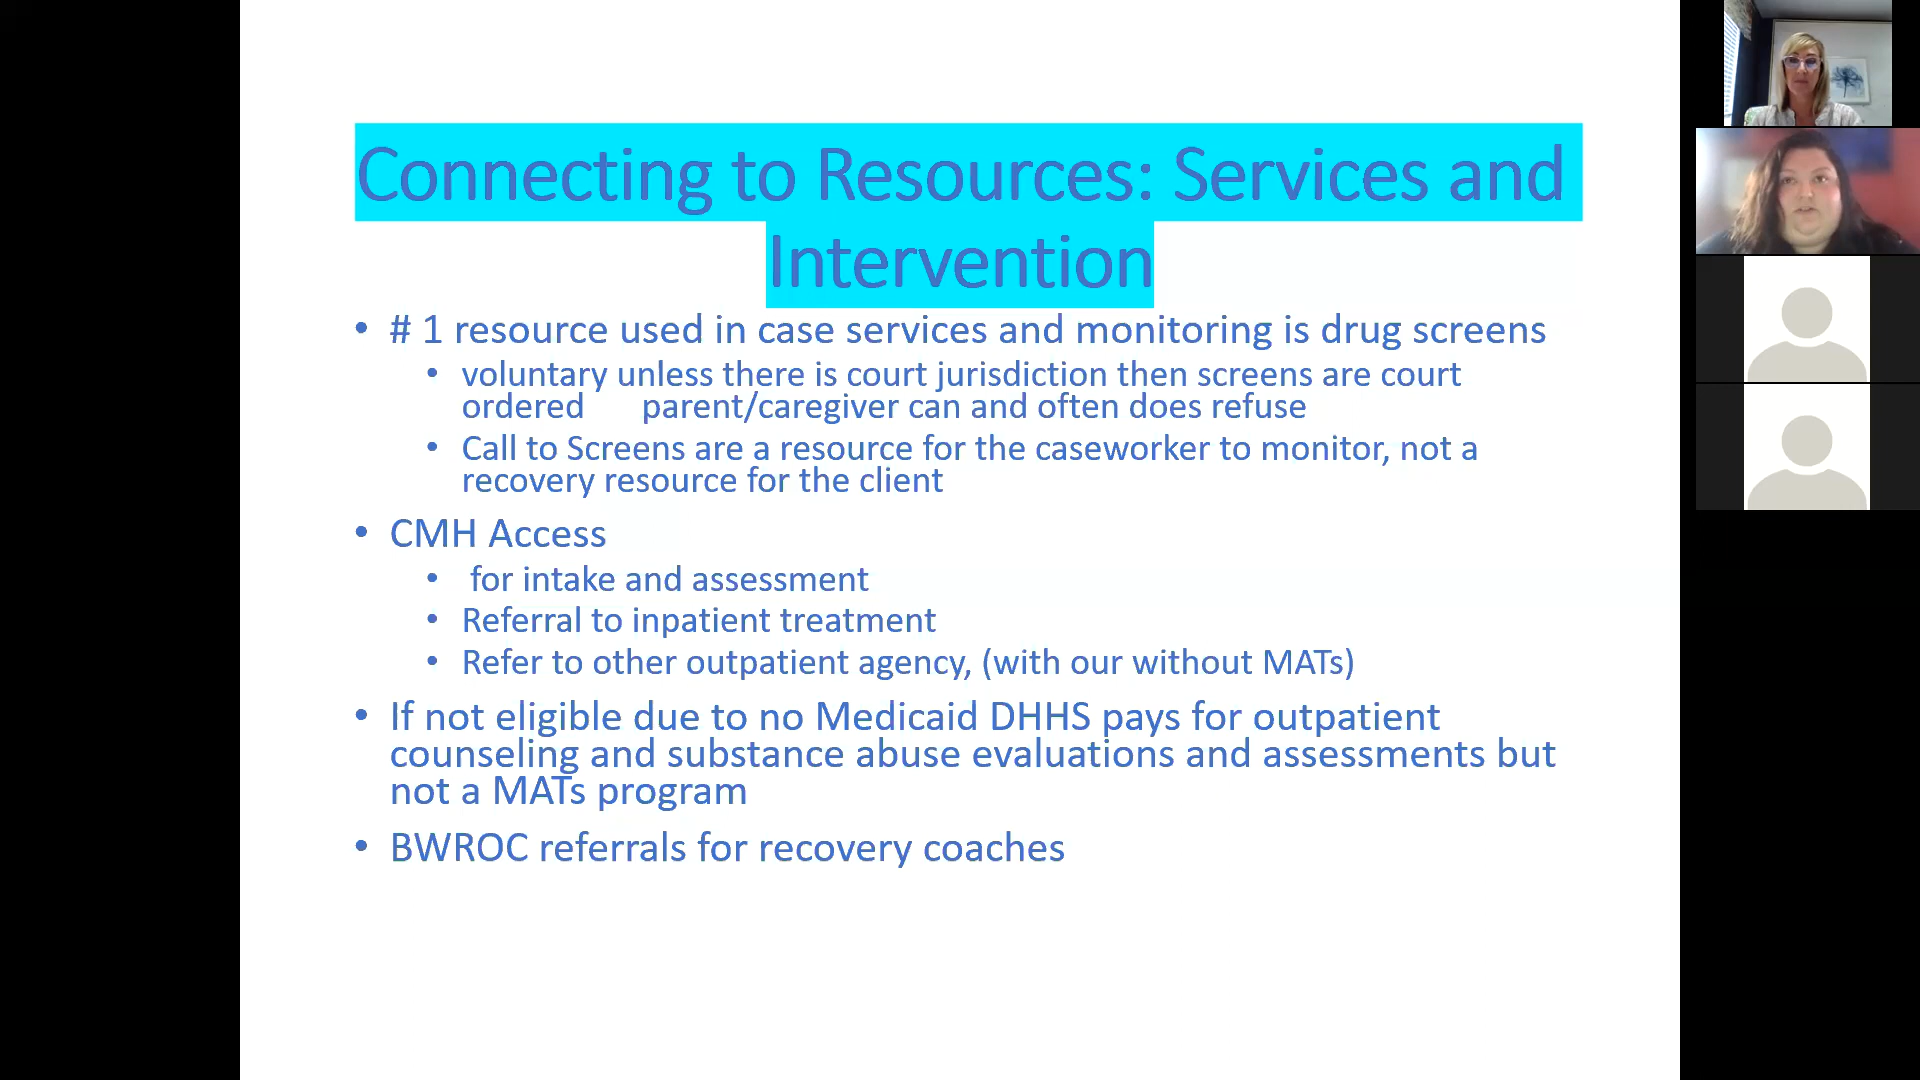 Connecting to Resources: Services and
Intervention
• # 1 resource used in case services and monitoring is drug screens
• voluntary unless there is court jurisdiction then screens are court
ordered parent/caregiver can and often does refuse
• Call to Screens are a resource for the caseworker to monitor, not a
recovery resource for the client
• CMH Access
• for intake and assessment
• Referral to inpatient treatment
• Refer to other outpatient agency, (with our without MATs)
• If not eligible due to no Medicaid DHHS pays for outpatient
counseling and substance abuse evaluations and assessments but
not a MATs program
• BWROC referrals for recovery coaches